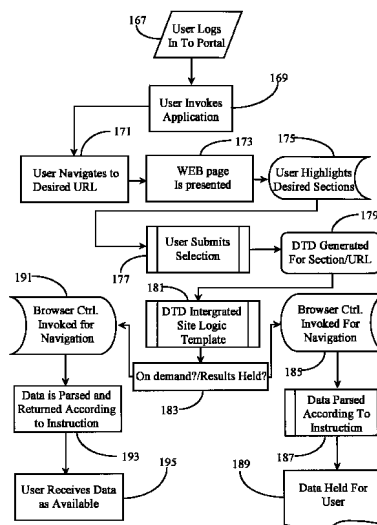 167
User Logs
In To Portal
169
User Invokes
Application
171
User Navigates to
Desired URL
173
WEB page
Is presented
175
User Highlights
Desired Sections
177
User Submits
Selection
179
DTD Generated
For Section/URL
181
DTD Intergrated
Site Logic
Template
191
Browser Ctrl.
Invoked for
Navigation
On demand?/Results Held?
183
Browser Ctrl.
Invoked For
Navigation
185
Data is Parsed and
Returned According
to Instruction
193
Data Parsed
According To
Instruction
187
User Receives Data
as Available
195
189
Data Held For
User